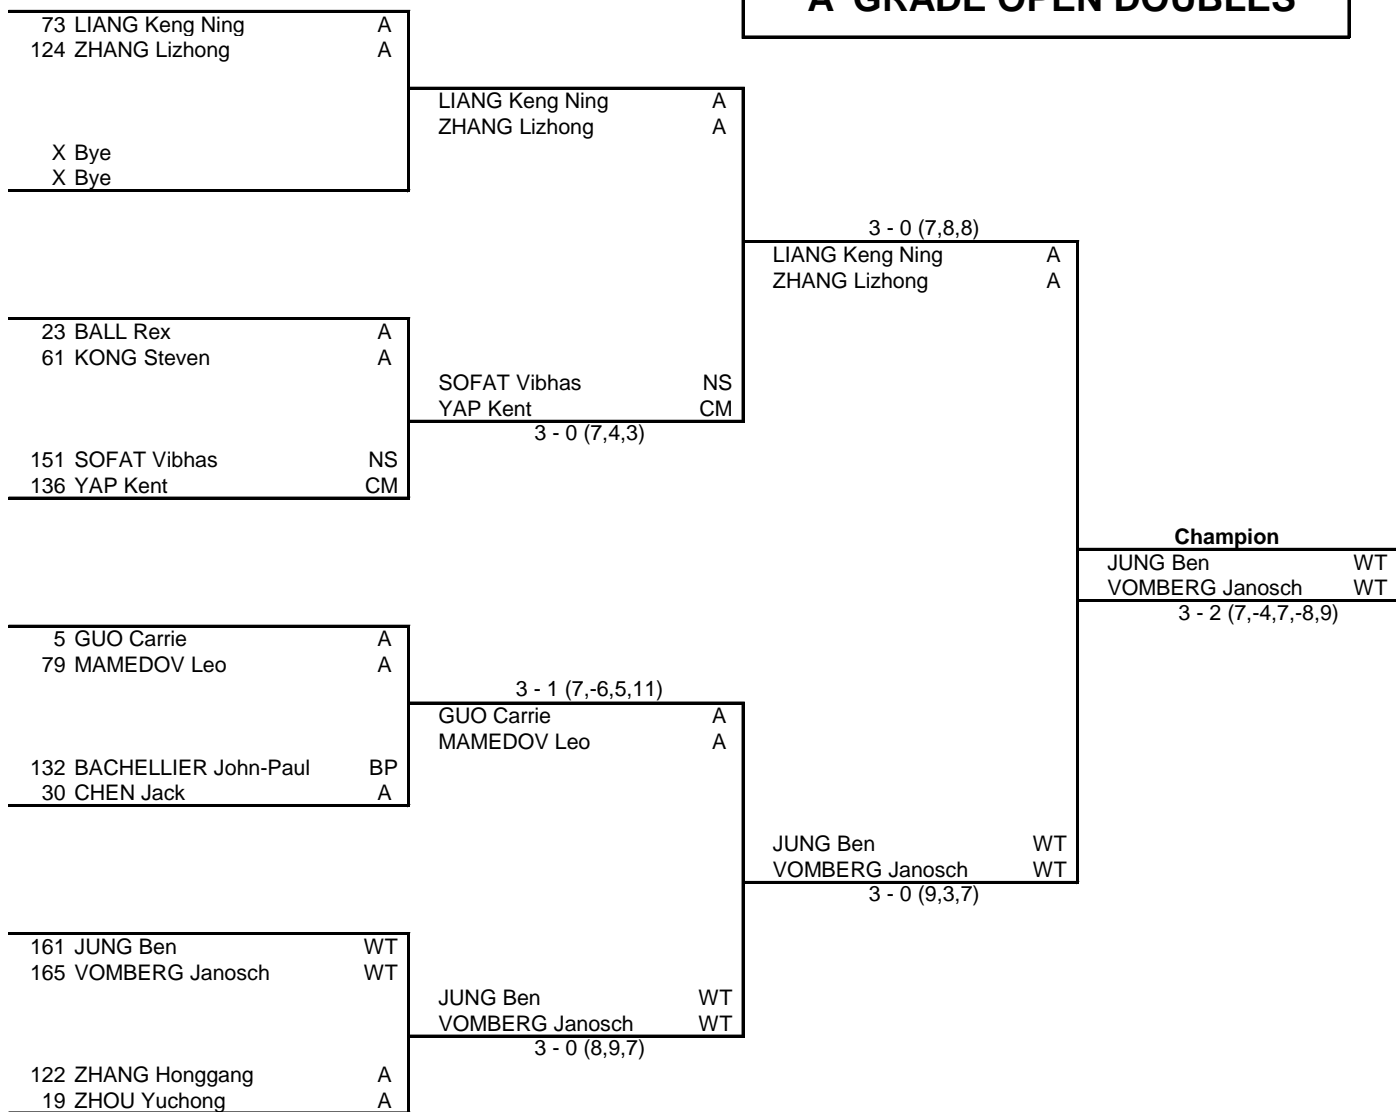 A GRADE OPEN DOUBLES
73 LIANG Keng Ning A
124 ZHANG Lizhong A
LIANG Keng Ning A
ZHANG Lizhong A
X Bye
X Bye
3 - 0 (7,8,8)
LIANG Keng Ning A
ZHANG Lizhong A
23 BALL Rex A
61 KONG Steven A
SOFAT Vibhas NS
YAP Kent CM
3 - 0 (7,4,3)
151 SOFAT Vibhas NS
136 YAP Kent CM
Champion
JUNG Ben WT
VOMBERG Janosch WT
3 - 2 (7,-4,7,-8,9)
5 GUO Carrie A
79 MAMEDOV Leo A
3 - 1 (7,-6,5,11)
GUO Carrie A
MAMEDOV Leo A
132 BACHELLIER John-Paul BP
30 CHEN Jack A
JUNG Ben WT
VOMBERG Janosch WT
3 - 0 (9,3,7)
161 JUNG Ben WT
165 VOMBERG Janosch WT
JUNG Ben WT
VOMBERG Janosch WT
3 - 0 (8,9,7)
122 ZHANG Honggang A
19 ZHOU Yuchong A